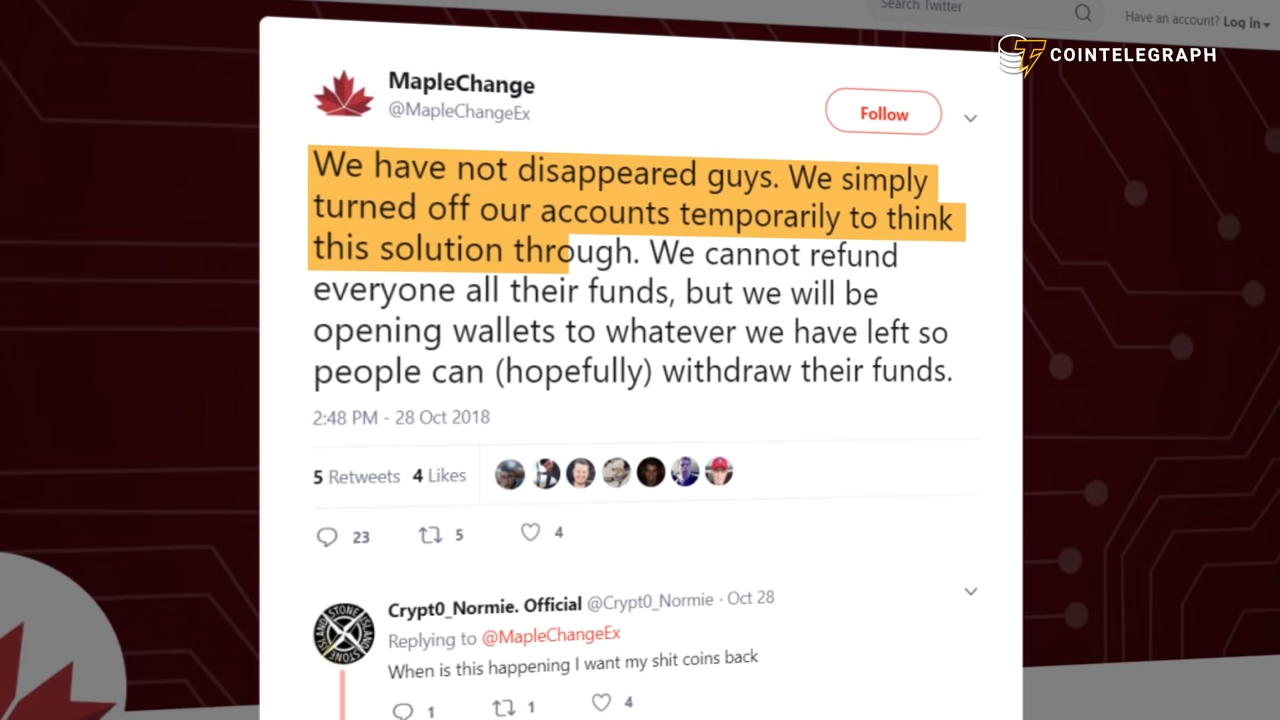 Search Twitter
Have an account? Log in
COINTELEGRAPH
MapleChange
@MapleChangeEx
Follow
We have not disappeared guys. We simply
turned off our accounts temporarily to think
this solution through. We cannot refund
everyone all their funds, but we will be
opening wallets to whatever we have left so
people can (hopefully) withdraw their funds.
2:48 PM - 28 Oct 2018
5 Retweets 4 Likes
23 5 4
Crypt0_Normie. Official @Crypt0_Normie · Oct 28
STONE ISLAND STONE ISLAND
Replying to @MapleChangeEx
When is this happening I want my shit coins back
1 1 4